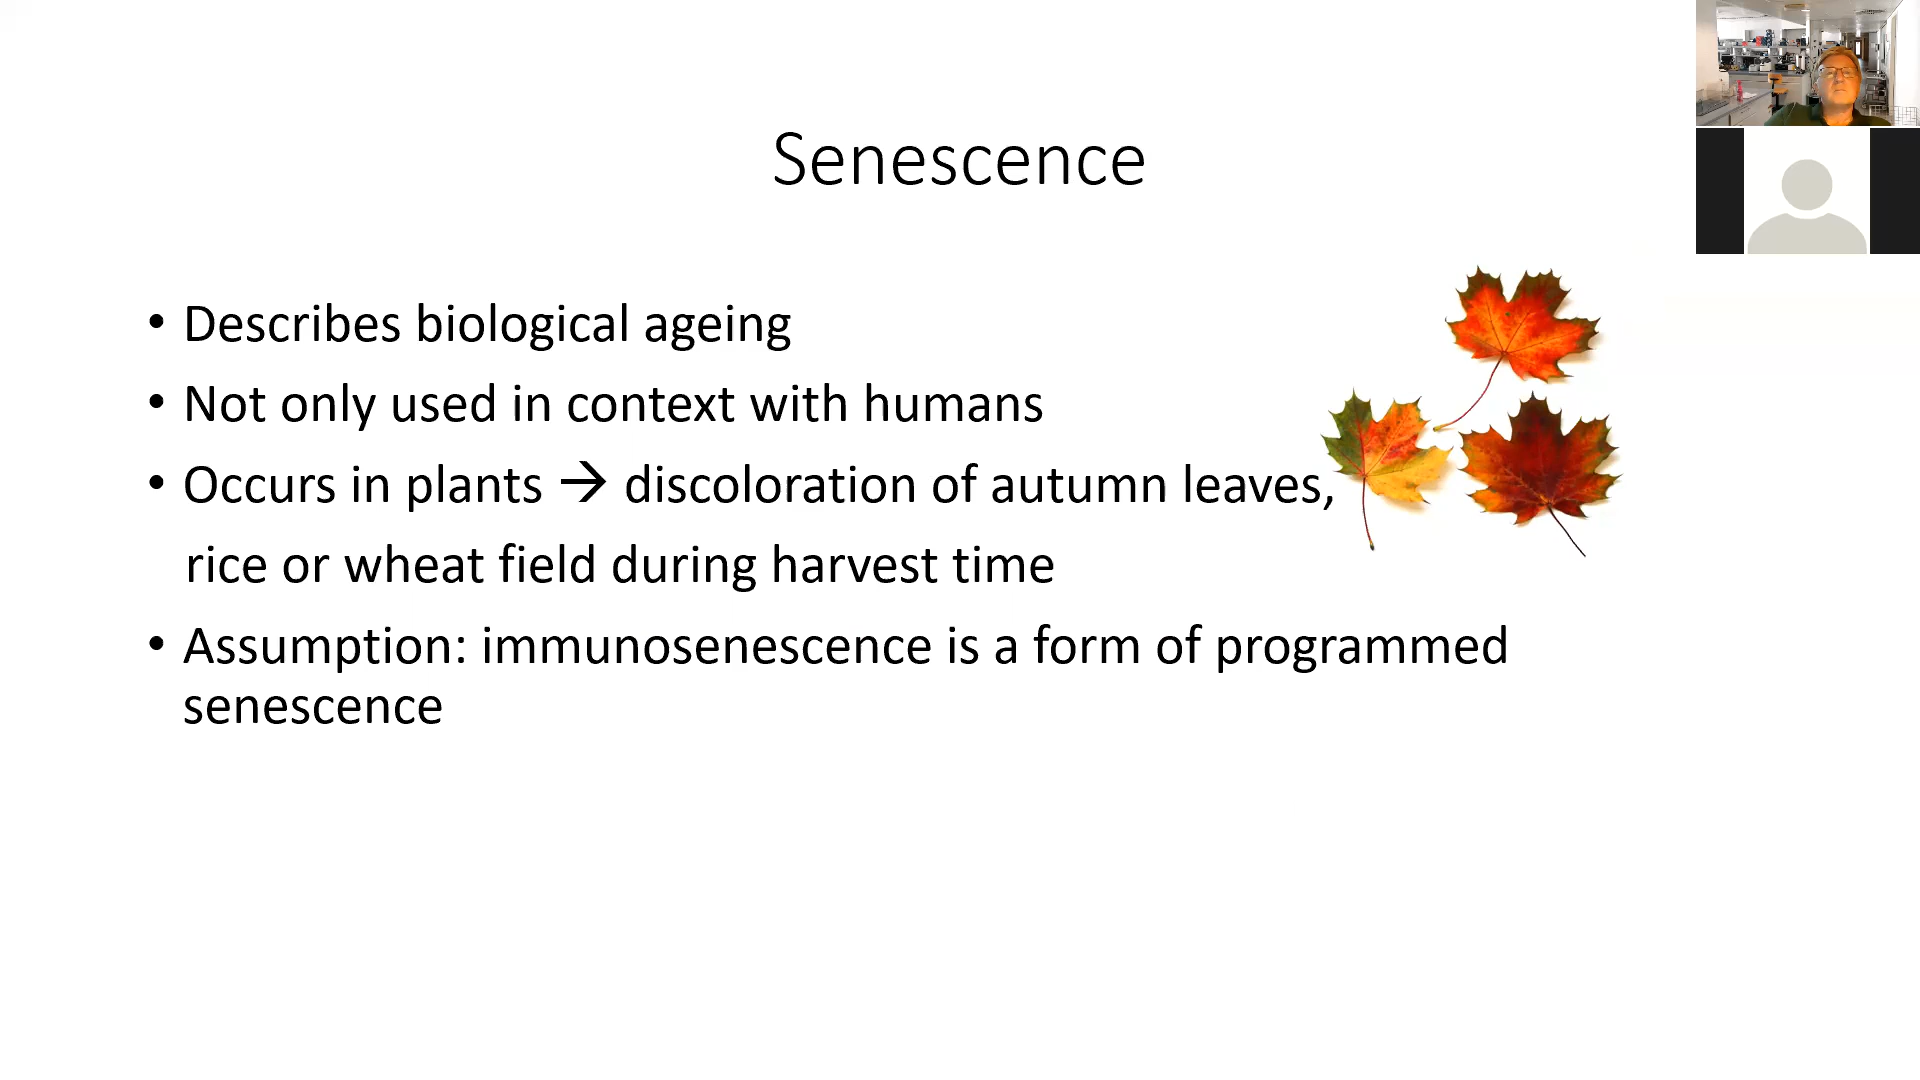 Senescence
• Describes biological ageing
• Not only used in context with humans
• Occurs in plants → discoloration of autumn leaves,
rice or wheat field during harvest time
• Assumption: immunosenescence is a form of programmed
senescence